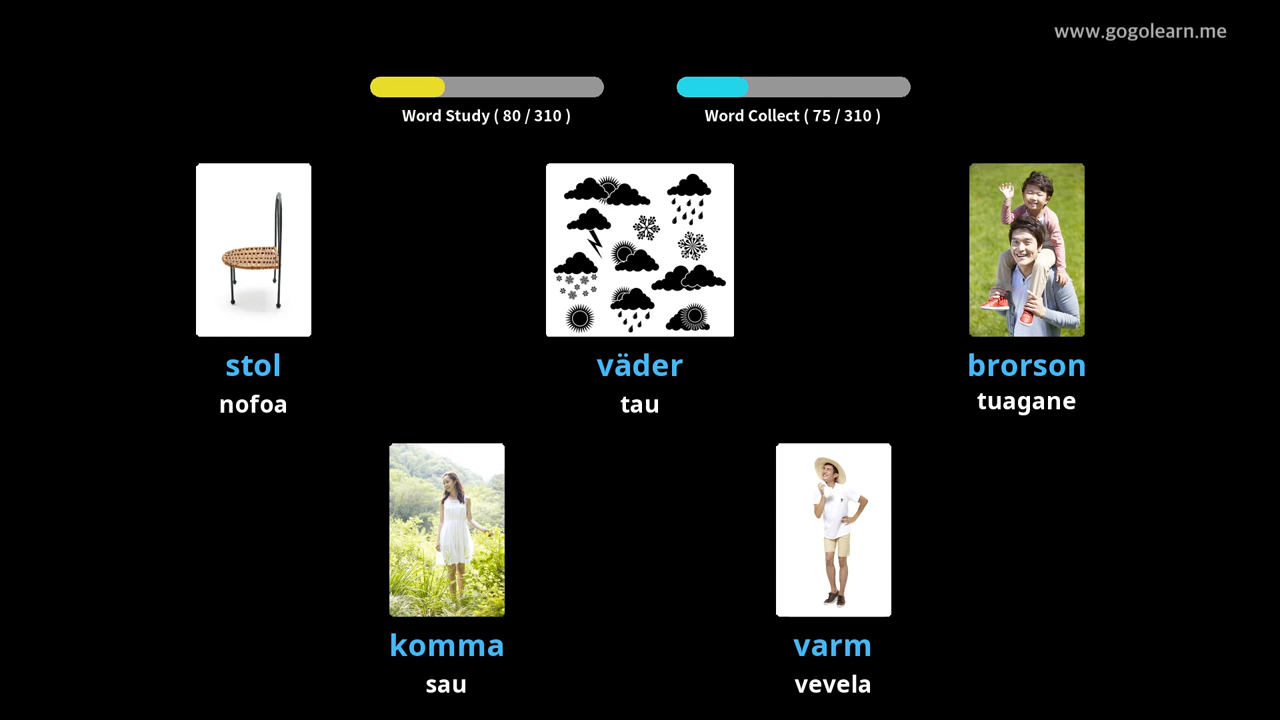 www.gogolearn.me
Word Study ( 80 / 310 )
Word Collect ( 75 / 310 )
stol
nofoa
väder
tau
brorson
tuagane
komma
sau
varm
vevela